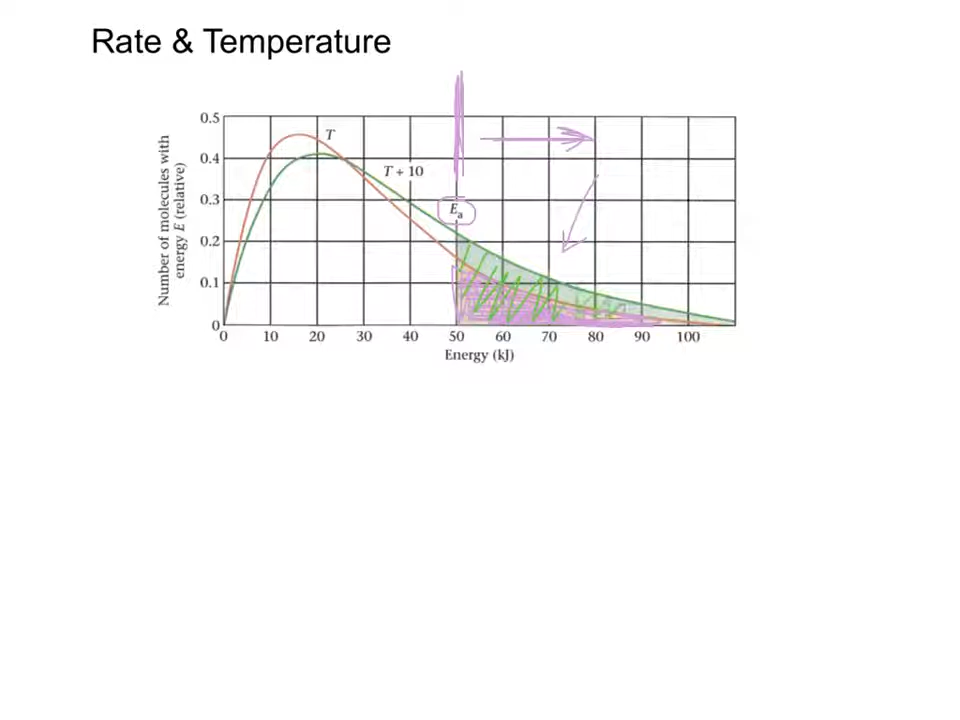 Rate & Temperature
0.5
T
0.4
T + 10
0.3
Ea
0.2
0.1
0
0 10 20 30 40 50 60 70 80 90 100
Energy (kJ)
Number of molecules with
energy E (relative)